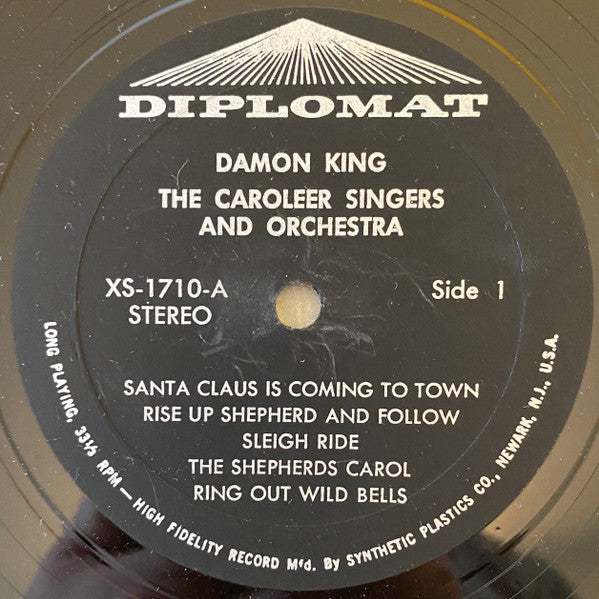 DIPLOMAT
DAMON KING
THE CAROLEER SINGERS
AND ORCHESTRA
XS-1710-A
Side 1
STEREO
SANTA CLAUS IS COMING TO TOWN
RISE UP SHEPHERD AND FOLLOW
SLEIGH RIDE
THE SHEPHERDS CAROL
RING OUT WILD BELLS
LONG PLAYING, 33⅓ RPM — HIGH FIDELITY RECORD Mfd. By SYNTHETIC PLASTICS CO., NEWARK, N.J., U.S.A.